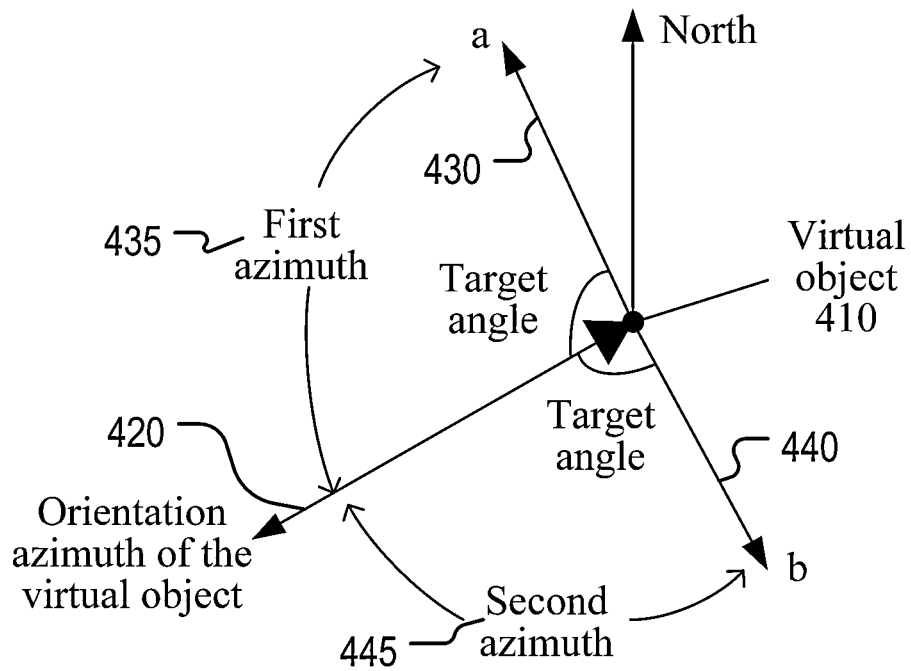 a
North
430
435
First
azimuth
Target
angle
Virtual
object
410
Target
angle
420
440
Orientation
azimuth of the
virtual object
b
Second
azimuth
445